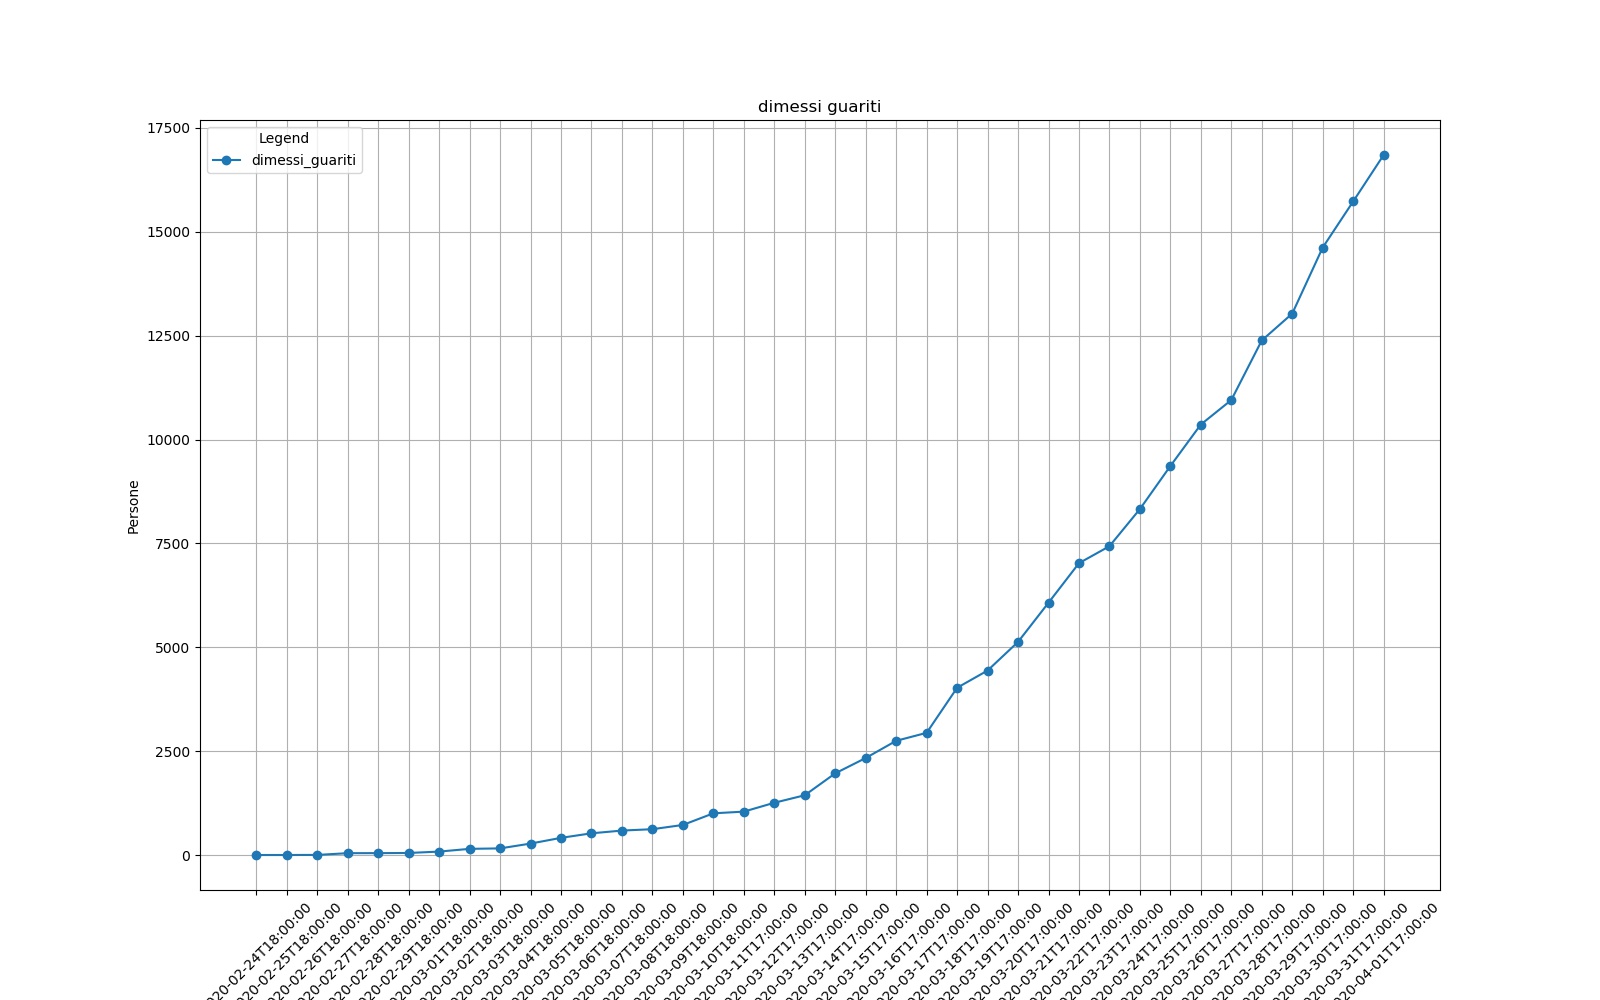 dimessi guariti
Legend
dimessi_guariti
Persone
17500
15000
12500
10000
7500
5000
2500
0
020-02-24T18:00:00
020-02-25T18:00:00
020-02-26T18:00:00
020-02-27T18:00:00
020-02-28T18:00:00
020-02-29T18:00:00
020-03-01T18:00:00
020-03-02T18:00:00
020-03-03T18:00:00
020-03-04T18:00:00
020-03-05T18:00:00
020-03-06T18:00:00
020-03-07T18:00:00
020-03-08T18:00:00
020-03-09T18:00:00
020-03-10T18:00:00
020-03-11T17:00:00
020-03-12T17:00:00
020-03-13T17:00:00
020-03-14T17:00:00
020-03-15T17:00:00
020-03-16T17:00:00
020-03-17T17:00:00
020-03-18T17:00:00
020-03-19T17:00:00
020-03-20T17:00:00
020-03-21T17:00:00
020-03-22T17:00:00
020-03-23T17:00:00
020-03-24T17:00:00
020-03-25T17:00:00
020-03-26T17:00:00
020-03-27T17:00:00
020-03-28T17:00:00
020-03-29T17:00:00
020-03-30T17:00:00
020-03-31T17:00:00
020-04-01T17:00:00